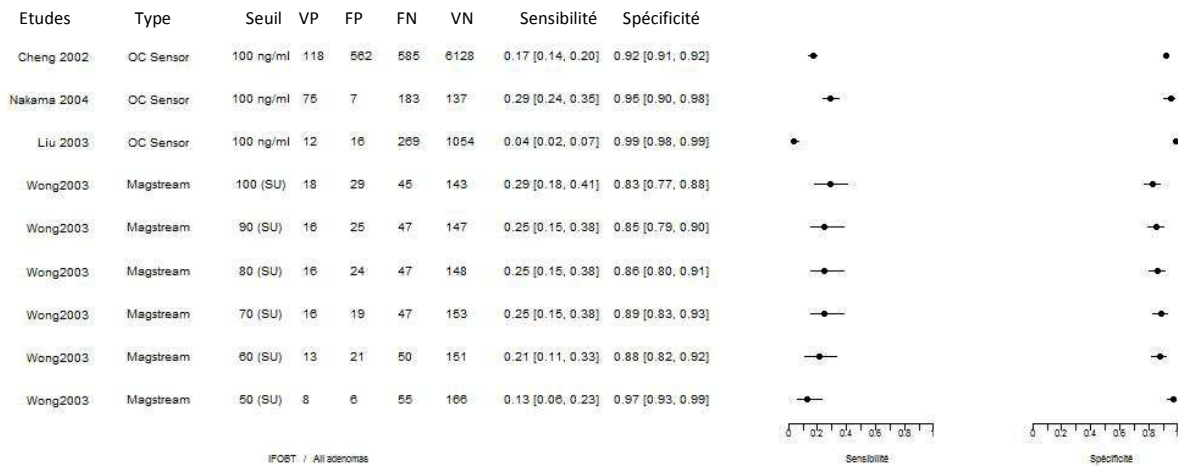 Etudes Type Seuil VP FP FN VN Sensibilité Spécificité
Cheng 2002 OC Sensor 100 ng/ml 118 562 585 6128 0.17 [0.14, 0.20] 0.92 [0.91, 0.92]
Nakama 2004 OC Sensor 100 ng/ml 75 7 183 137 0.29 [0.24, 0.35] 0.95 [0.90, 0.98]
Liu 2003 OC Sensor 100 ng/ml 12 16 269 1054 0.04 [0.02, 0.07] 0.99 [0.98, 0.99]
Wong2003 Magstream 100 (SU) 18 29 45 143 0.29 [0.18, 0.41] 0.83 [0.77, 0.88]
Wong2003 Magstream 90 (SU) 16 25 47 147 0.25 [0.15, 0.38] 0.85 [0.79, 0.90]
Wong2003 Magstream 80 (SU) 16 24 47 148 0.25 [0.15, 0.38] 0.86 [0.80, 0.91]
Wong2003 Magstream 70 (SU) 16 19 47 153 0.25 [0.15, 0.38] 0.89 [0.83, 0.93]
Wong2003 Magstream 60 (SU) 13 21 50 151 0.21 [0.11, 0.33] 0.88 [0.82, 0.92]
Wong2003 Magstream 50 (SU) 8 6 55 166 0.13 [0.06, 0.23] 0.97 [0.93, 0.99]
0 0.2 0.4 0.6 0.8 1 0 0.2 0.4 0.6 0.8 1
IFOBT / All adenomas Sensibilité Spécificité